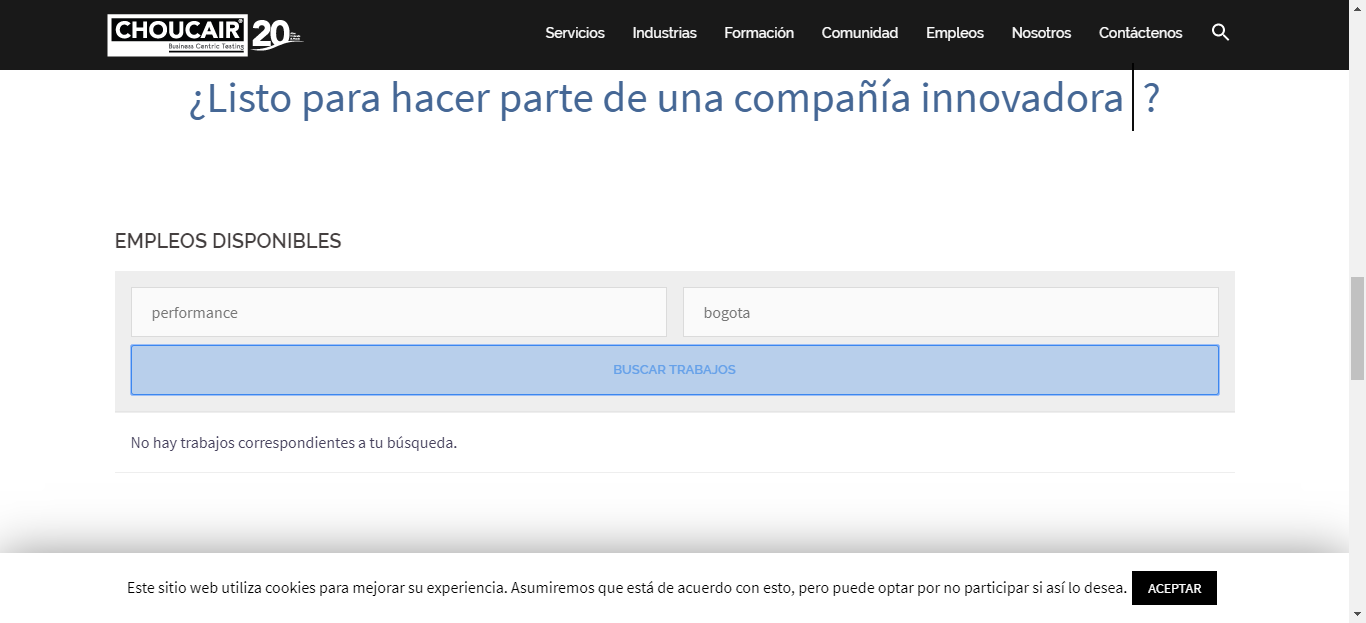 CHOUCAIR
Business Centric Testing
20
Servicios Industrias Formación Comunidad Empleos Nosotros Contáctenos
¿Listo para hacer parte de una compañía innovadora ?
EMPLEOS DISPONIBLES
performance bogota
BUSCAR TRABAJOS
No hay trabajos correspondientes a tu búsqueda.
Este sitio web utiliza cookies para mejorar su experiencia. Asumiremos que está de acuerdo con esto, pero puede optar por no participar si así lo desea. ACEPTAR